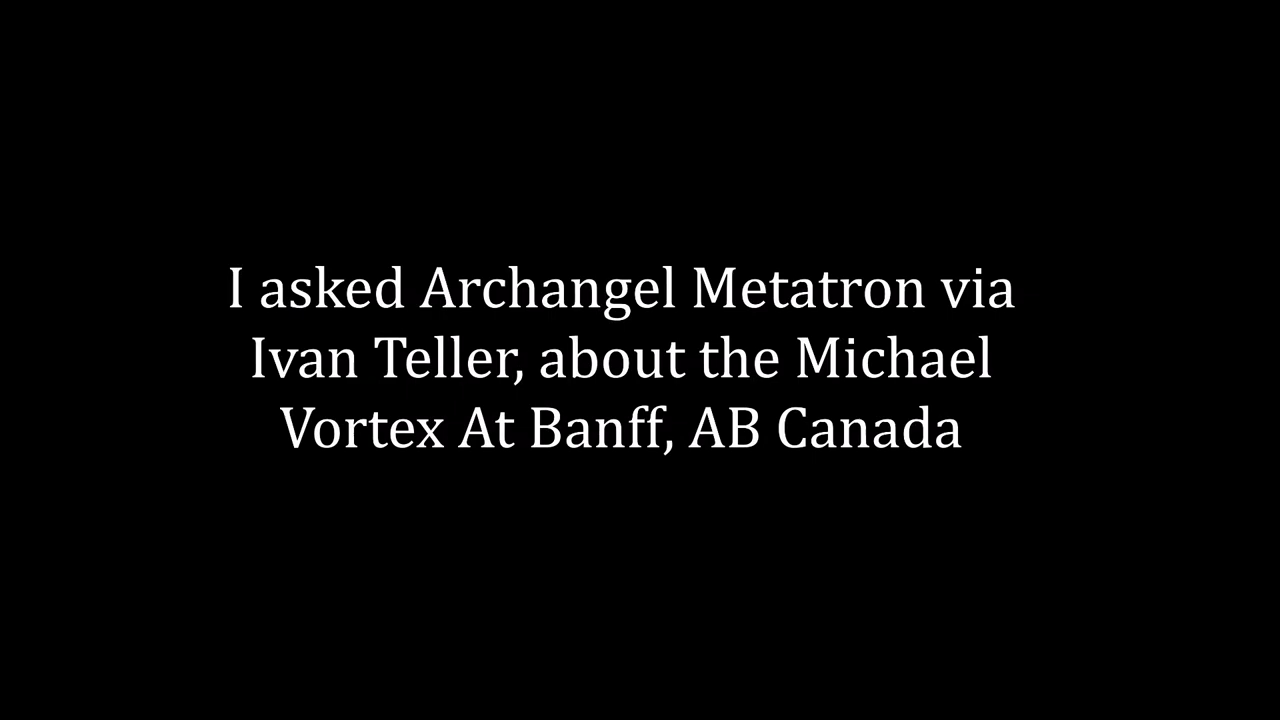 I asked Archangel Metatron via
Ivan Teller, about the Michael
Vortex At Banff, AB Canada